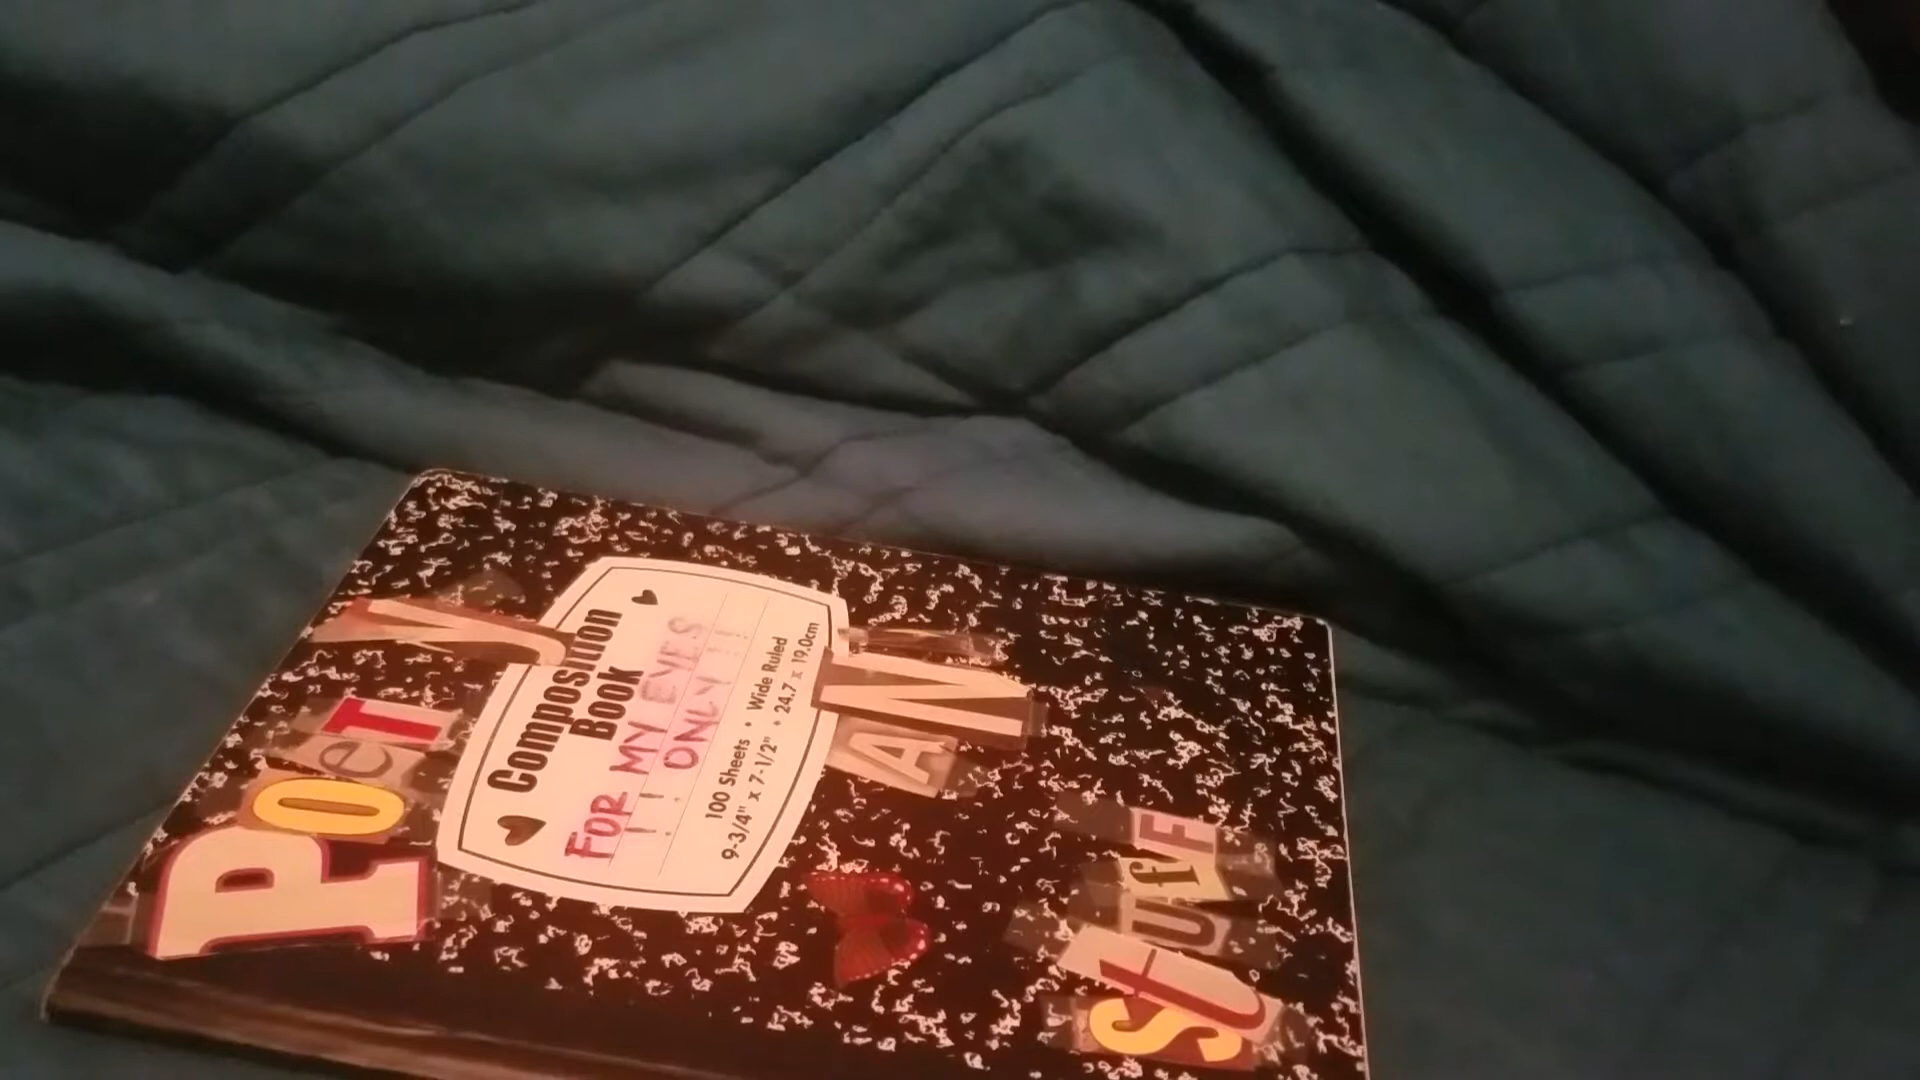 PoeT Y
Composition
Book
FOR MY EYES
! ! ONLY ! !
100 Sheets • Wide Ruled
9-3/4" x 7-1/2" • 24.7 x 19.0cm
AN
StUfF